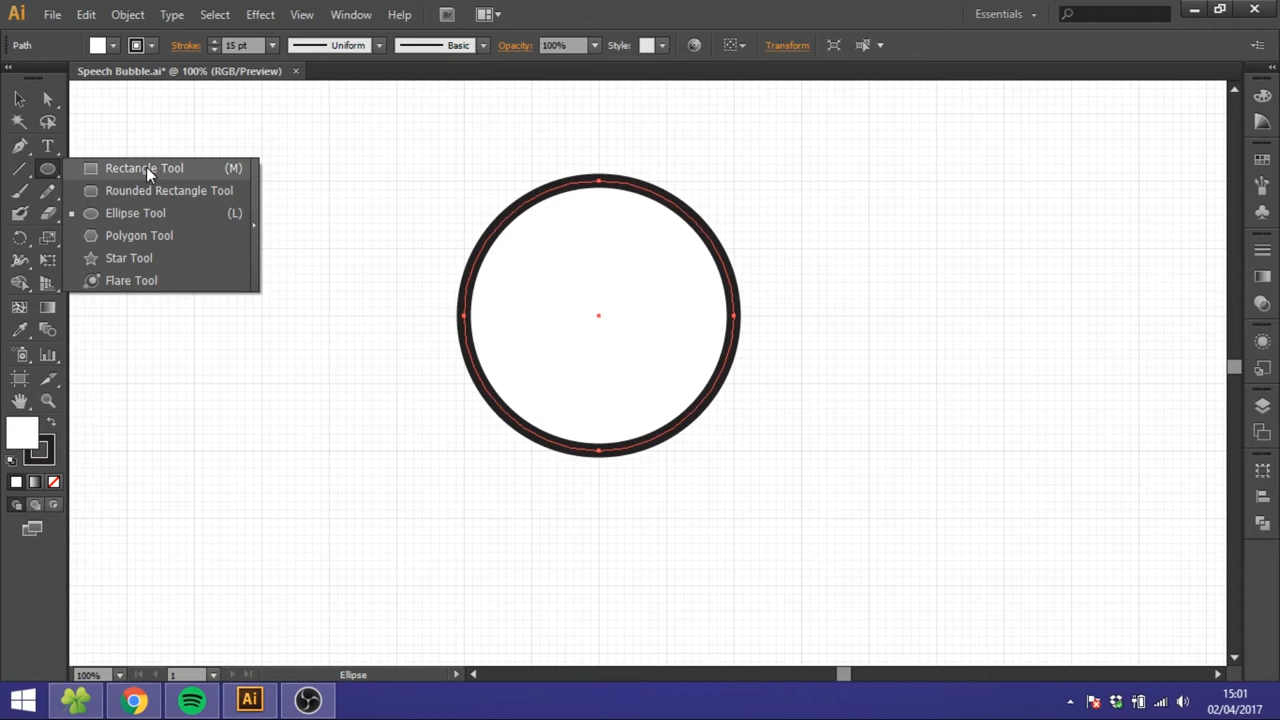 Ai File Edit Object Type Select Effect View Window Help Br Essentials
Path Stroke: 15 pt Uniform Basic Opacity: 100% Style: Transform
Speech Bubble.ai* @ 100% (RGB/Preview) ×
T
Rectangle Tool (M)
Rounded Rectangle Tool
Ellipse Tool (L)
Polygon Tool
Star Tool
Flare Tool
100% 1 Ellipse
Ai
15:01
02/04/2017